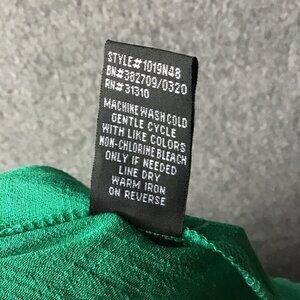 STYLE# 1019N48
BN#382709/0320
RN# 31310
MACHINE WASH COLD
GENTLE CYCLE
WITH LIKE COLORS
NON-CHLORINE BLEACH
ONLY IF NEEDED
LINE DRY
WARM IRON
ON REVERSE